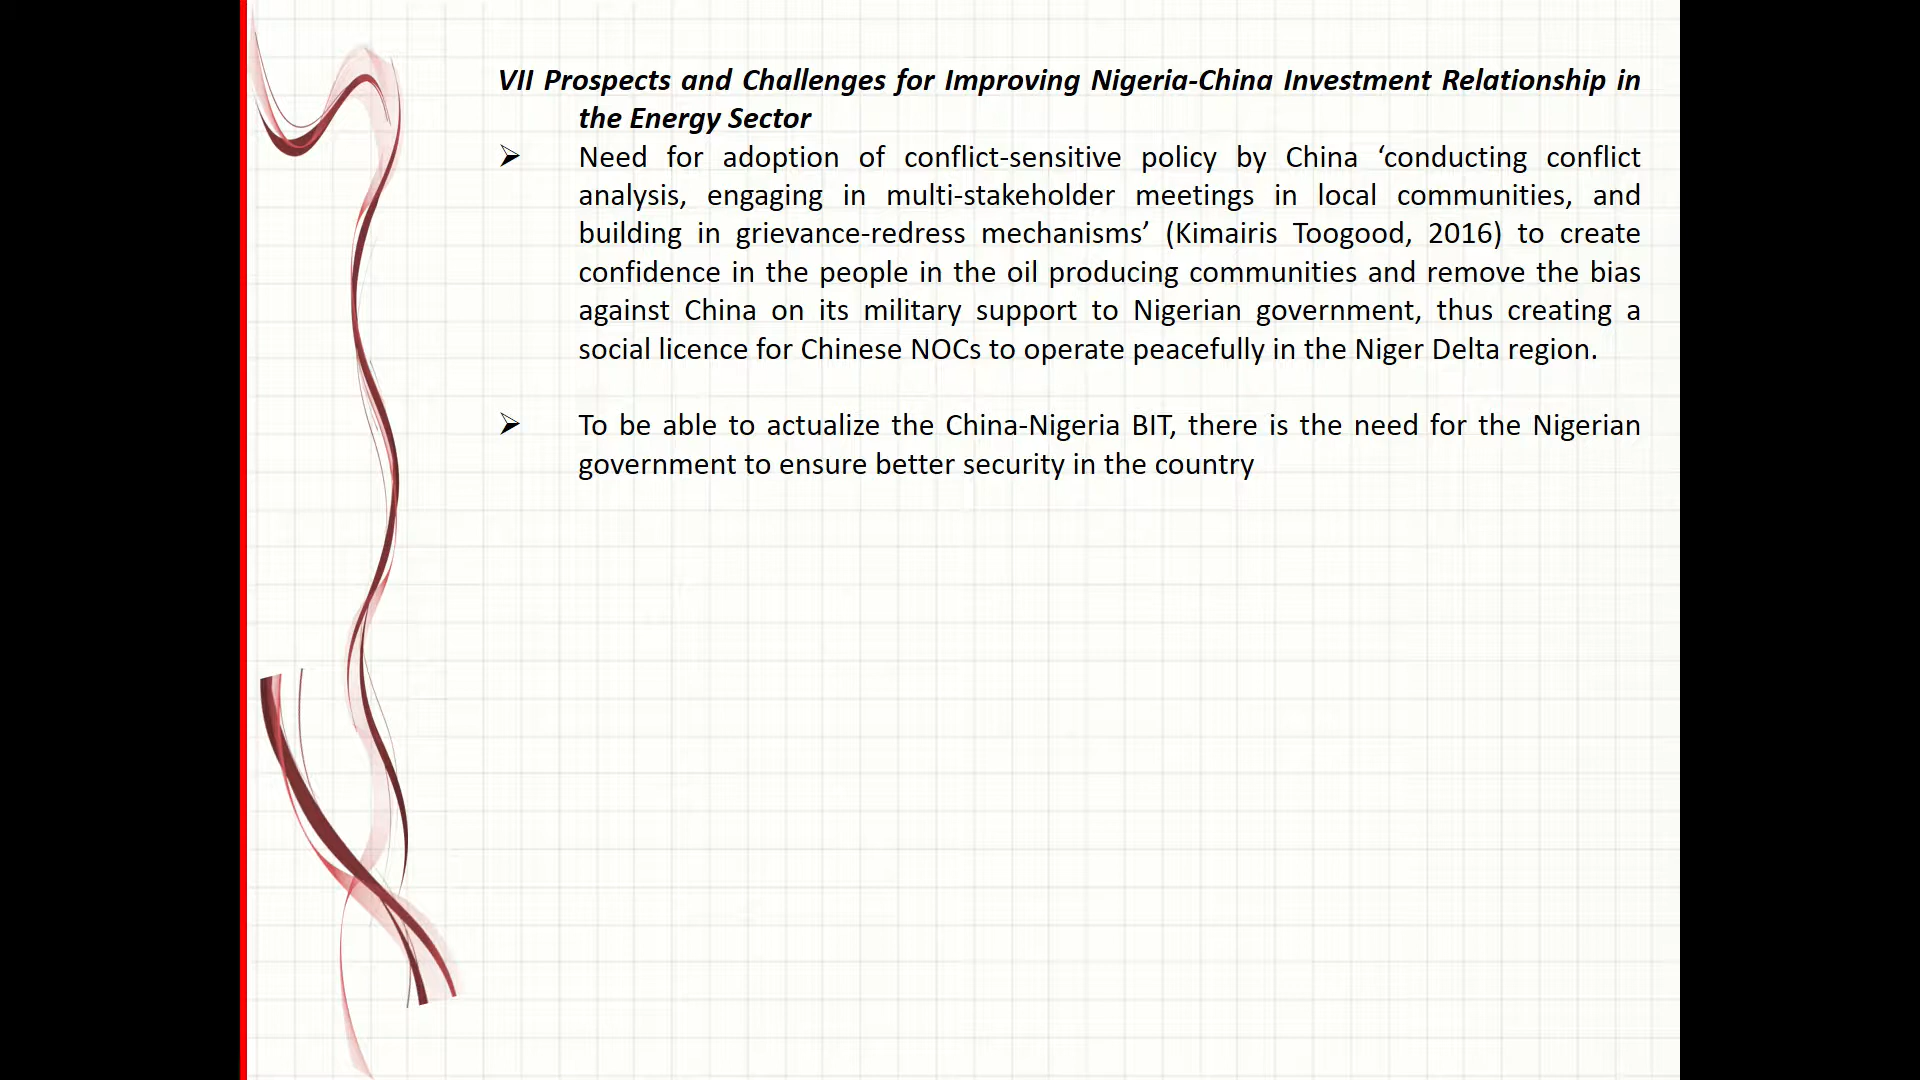 VII Prospects and Challenges for Improving Nigeria-China Investment Relationship in
the Energy Sector
➢ Need for adoption of conflict-sensitive policy by China ‘conducting conflict
analysis, engaging in multi-stakeholder meetings in local communities, and
building in grievance-redress mechanisms’ (Kimairis Toogood, 2016) to create
confidence in the people in the oil producing communities and remove the bias
against China on its military support to Nigerian government, thus creating a
social licence for Chinese NOCs to operate peacefully in the Niger Delta region.
➢ To be able to actualize the China-Nigeria BIT, there is the need for the Nigerian
government to ensure better security in the country